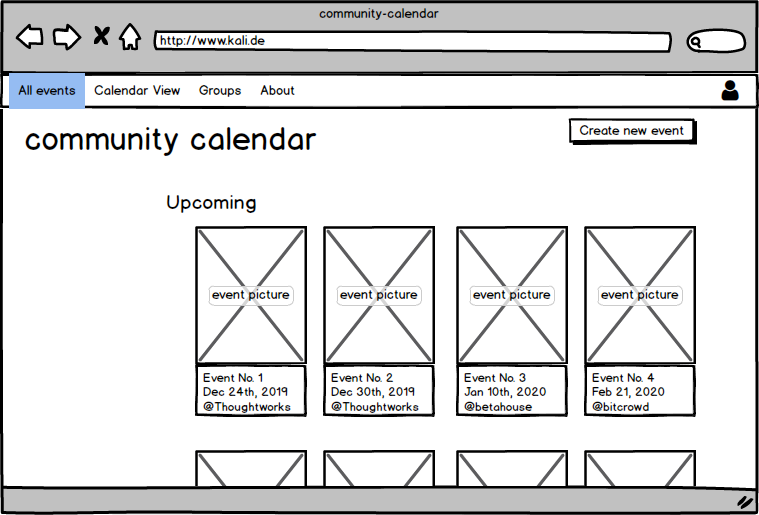 community-calendar
http://www.kali.de
All events Calendar View Groups About
community calendar
Create new event
Upcoming
event picture event picture event picture event picture
Event No. 1
Dec 24th, 2019
@Thoughtworks
Event No. 2
Dec 30th, 2019
@Thoughtworks
Event No. 3
Jan 10th, 2020
@betahouse
Event No. 4
Feb 21, 2020
@bitcrowd